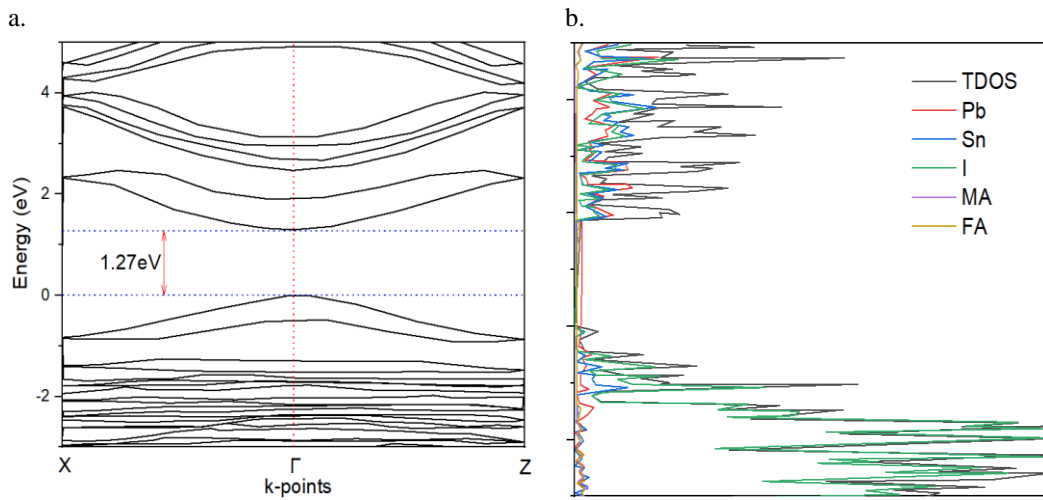 a.
b.
4
2
0
-2
Energy (eV)
1.27eV
X
Γ
Z
k-points
TDOS
Pb
Sn
I
MA
FA